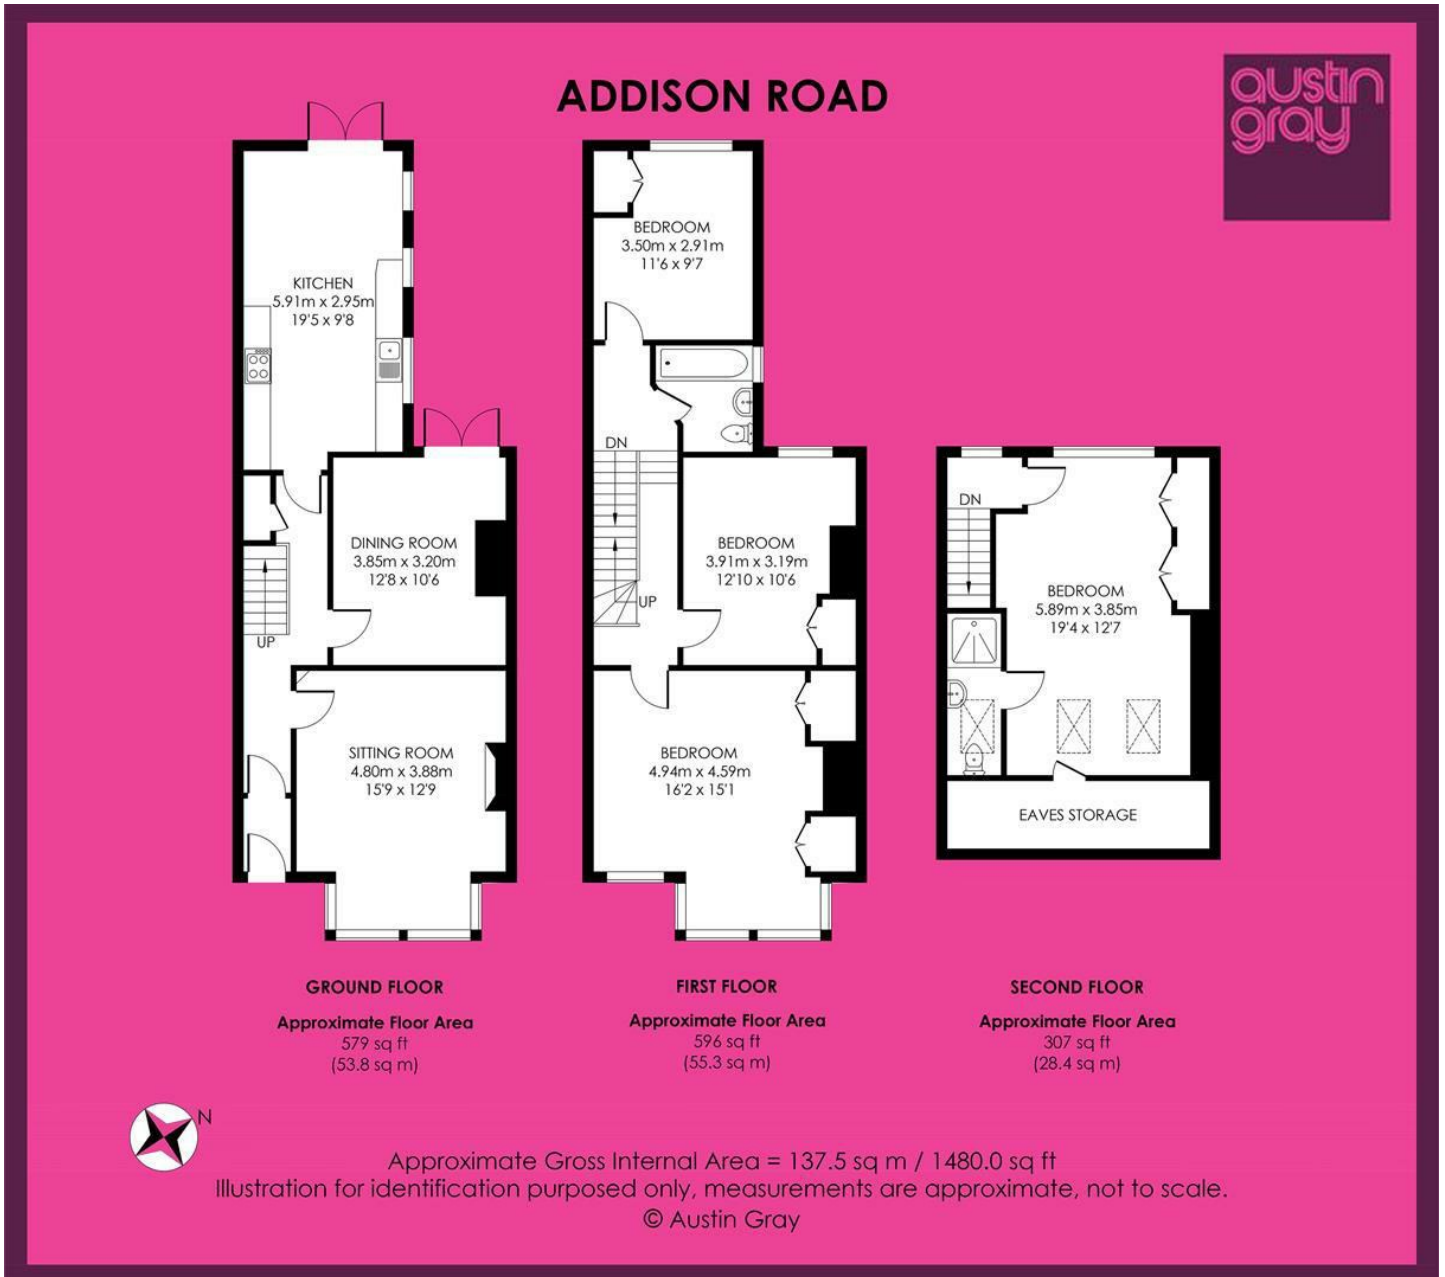 ADDISON ROAD
austin
gray
KITCHEN
5.91m x 2.95m
19'5 x 9'8
DINING ROOM
3.85m x 3.20m
12'8 x 10'6
UP
SITTING ROOM
4.80m x 3.88m
15'9 x 12'9
BEDROOM
3.50m x 2.91m
11'6 x 9'7
DN
BEDROOM
3.91m x 3.19m
12'10 x 10'6
UP
BEDROOM
4.94m x 4.59m
16'2 x 15'1
DN
BEDROOM
5.89m x 3.85m
19'4 x 12'7
EAVES STORAGE
GROUND FLOOR
Approximate Floor Area
579 sq ft
(53.8 sq m)
FIRST FLOOR
Approximate Floor Area
596 sq ft
(55.3 sq m)
SECOND FLOOR
Approximate Floor Area
307 sq ft
(28.4 sq m)
N
Approximate Gross Internal Area = 137.5 sq m / 1480.0 sq ft
Illustration for identification purposed only, measurements are approximate, not to scale.
© Austin Gray